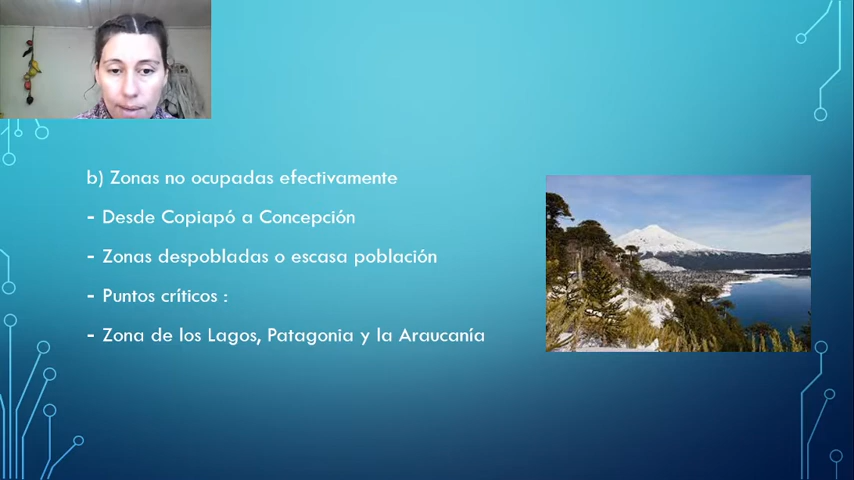 b) Zonas no ocupadas efectivamente
- Desde Copiapó a Concepción
- Zonas despobladas o escasa población
- Puntos críticos :
- Zona de los Lagos, Patagonia y la Araucanía